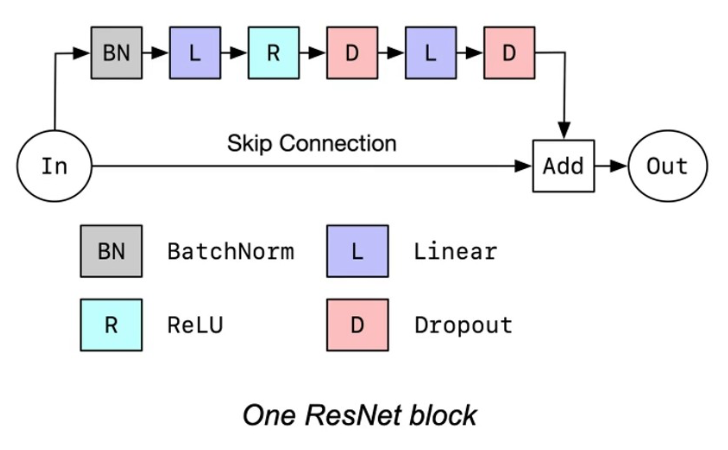 BN L R D L D
Skip Connection
In Add Out
BN BatchNorm L Linear
R ReLU D Dropout
One ResNet block